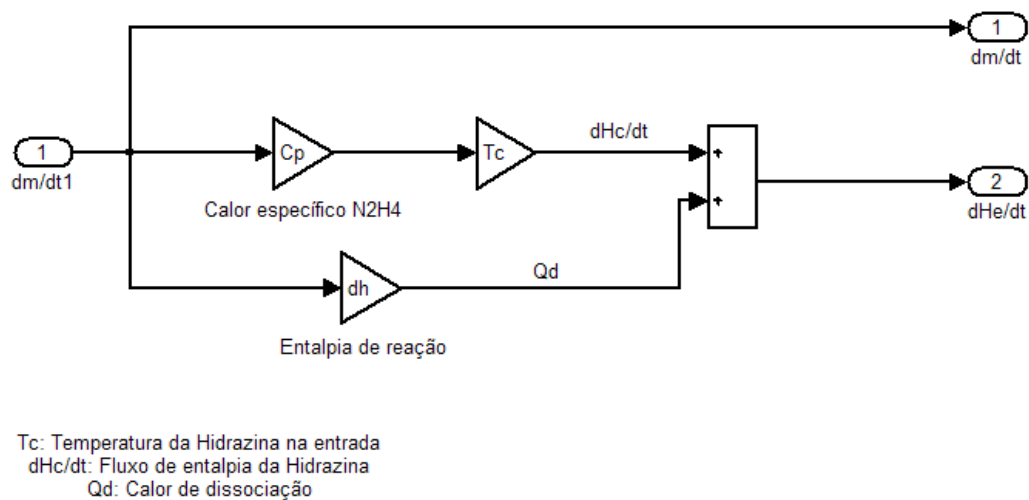 1
dm/dt
dHc/dt
1
Cp
Tc
+
dm/dt1
2
+
Calor específico N2H4
dHe/dt
Qd
dh
Entalpia de reação
Tc: Temperatura da Hidrazina na entrada
dHc/dt: Fluxo de entalpia da Hidrazina
Qd: Calor de dissociação